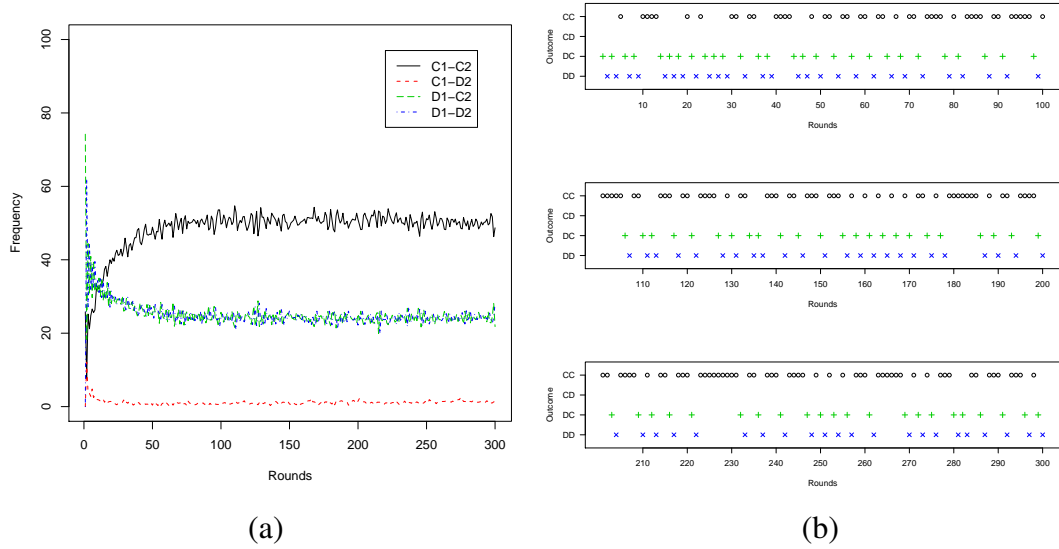 100
80
60
40
20
0
Frequency
C1−C2
C1−D2
D1−C2
D1−D2
0 50 100 150 200 250 300
Rounds
(a)
Outcome
CC
CD
DC
DD
10 20 30 40 50 60 70 80 90 100
Rounds
Outcome
CC
CD
DC
DD
110 120 130 140 150 160 170 180 190 200
Rounds
Outcome
CC
CD
DC
DD
210 220 230 240 250 260 270 280 290 300
Rounds
(b)